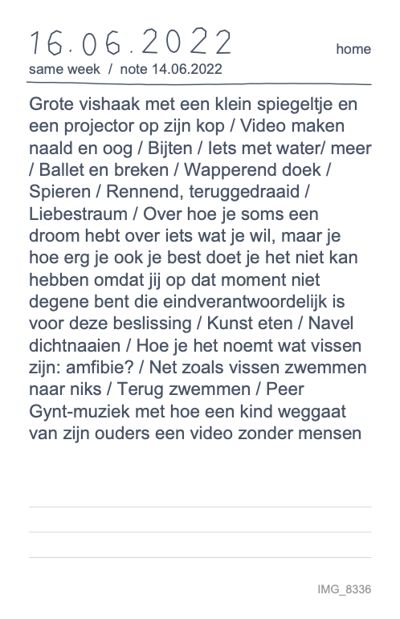 16.06.2022
home
same week / note 14.06.2022
Grote vishaak met een klein spiegeltje en
een projector op zijn kop / Video maken
naald en oog / Bijten / Iets met water/ meer
/ Ballet en breken / Wapperend doek /
Spieren / Rennend, teruggedraaid /
Liebestraum / Over hoe je soms een
droom hebt over iets wat je wil, maar je
hoe erg je ook je best doet je het niet kan
hebben omdat jij op dat moment niet
degene bent die eindverantwoordelijk is
voor deze beslissing / Kunst eten / Navel
dichtnaaien / Hoe je het noemt wat vissen
zijn: amfibie? / Net zoals vissen zwemmen
naar niks / Terug zwemmen / Peer
Gynt-muziek met hoe een kind weggaat
van zijn ouders een video zonder mensen
IMG_8336